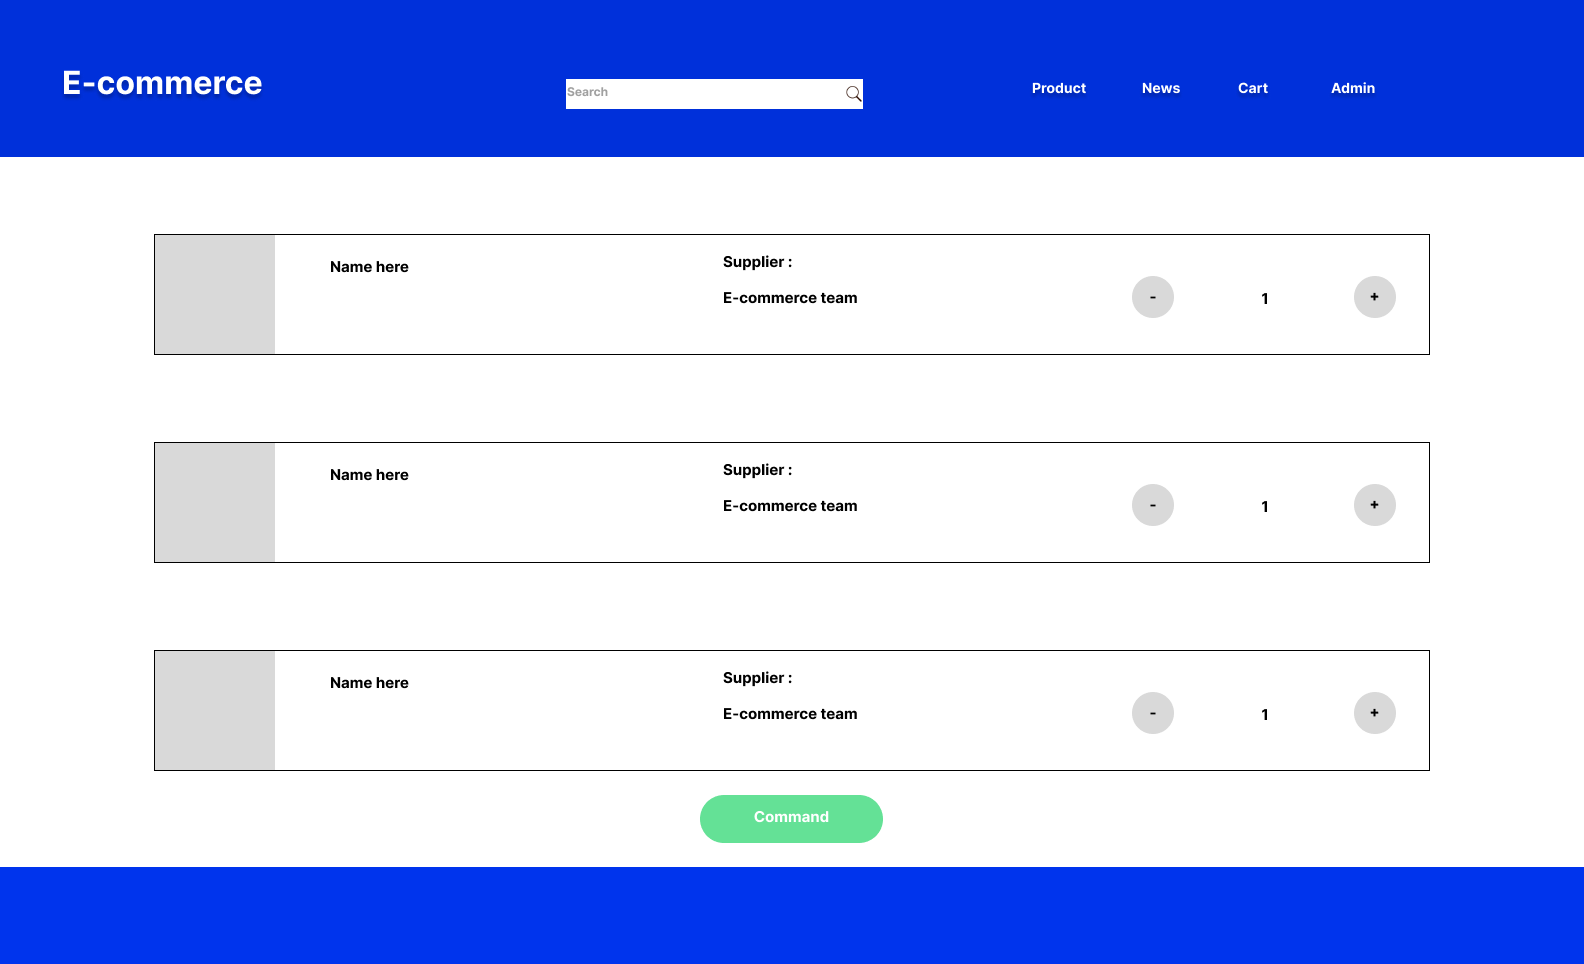 E-commerce
Search
Product News Cart Admin
Name here
Supplier :
E-commerce team
- 1 +
Name here
Supplier :
E-commerce team
- 1 +
Name here
Supplier :
E-commerce team
- 1 +
Command